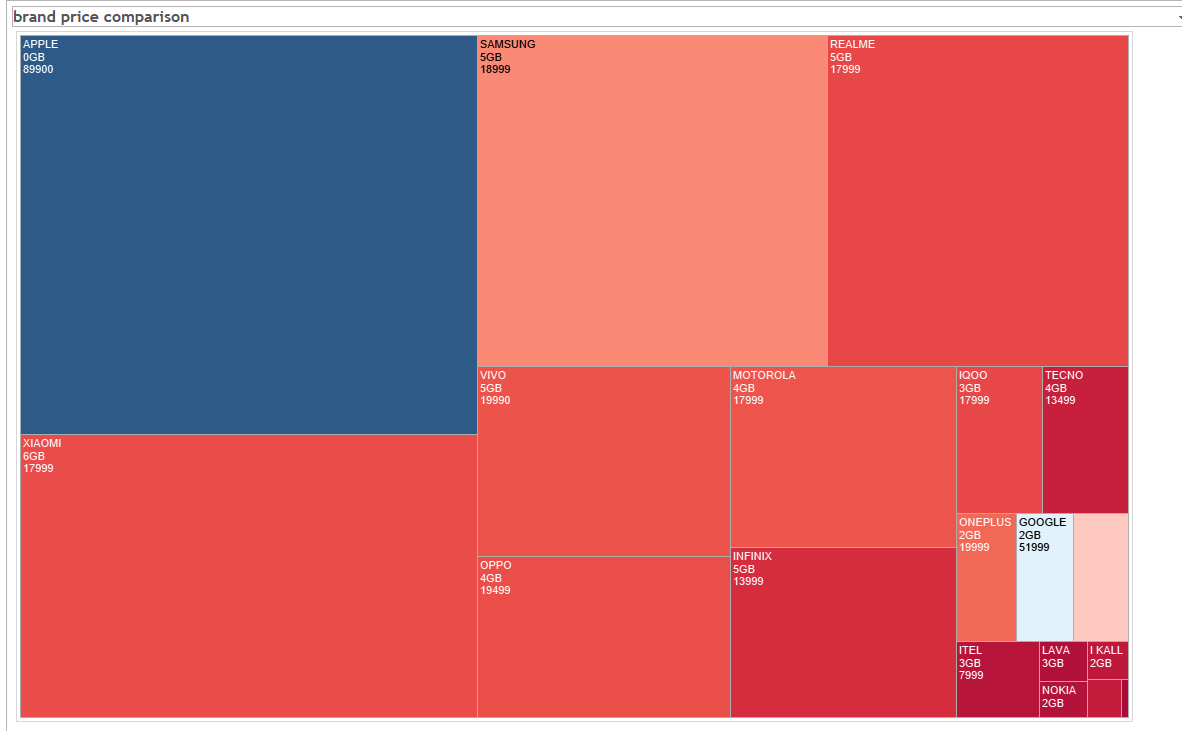 brand price comparison
APPLE
0GB
89900
SAMSUNG
5GB
18999
REALME
5GB
17999
XIAOMI
6GB
17999
VIVO
5GB
19990
MOTOROLA
4GB
17999
IQOO
3GB
17999
TECNO
4GB
13499
OPPO
4GB
19499
INFINIX
5GB
13999
ONEPLUS
2GB
19999
GOOGLE
2GB
51999
ITEL
3GB
7999
LAVA
3GB
I KALL
2GB
NOKIA
2GB